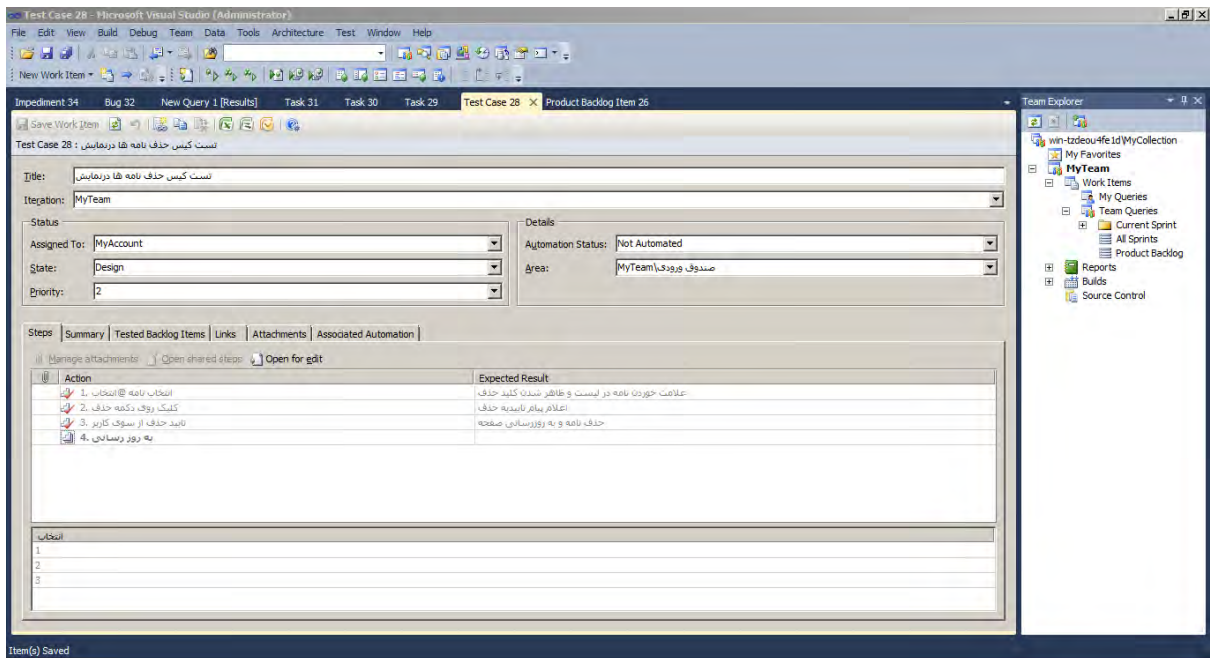 Test Case 28 - Microsoft Visual Studio (Administrator)
File Edit View Build Debug Team Data Tools Architecture Test Window Help
New Work Item
Impediment 34 Bug 32 New Query 1 [Results] Task 31 Task 30 Task 29 Test Case 28 Product Backlog Item 26
Save Work Item
Test Case 28 : تست کیس حذف نامه ها درنمایش
Title: تست کیس حذف نامه ها درنمایش
Iteration: MyTeam
Status
Assigned To: MyAccount
State: Design
Priority: 2
Details
Automation Status: Not Automated
Area: MyTeam\صندوق ورودی
Steps Summary Tested Backlog Items Links Attachments Associated Automation
Manage attachments Open shared steps Open for edit
Action Expected Result
1. انتخاب نامه @انتخاب علامت خوردن نامه در لیست و ظاهر شدن کلید حذف
2. کلیک روی دکمه حذف اعلام پیام تاییدیه حذف
3. تایید حذف از سوی کاربر حذف نامه و به روزرسانی صفحه
4. به روز رسانی
انتخاب
1
2
3
Item(s) Saved
Team Explorer
win-tzdeou4fe1d\MyCollection
My Favorites
MyTeam
Work Items
My Queries
Team Queries
Current Sprint
All Sprints
Product Backlog
Reports
Builds
Source Control